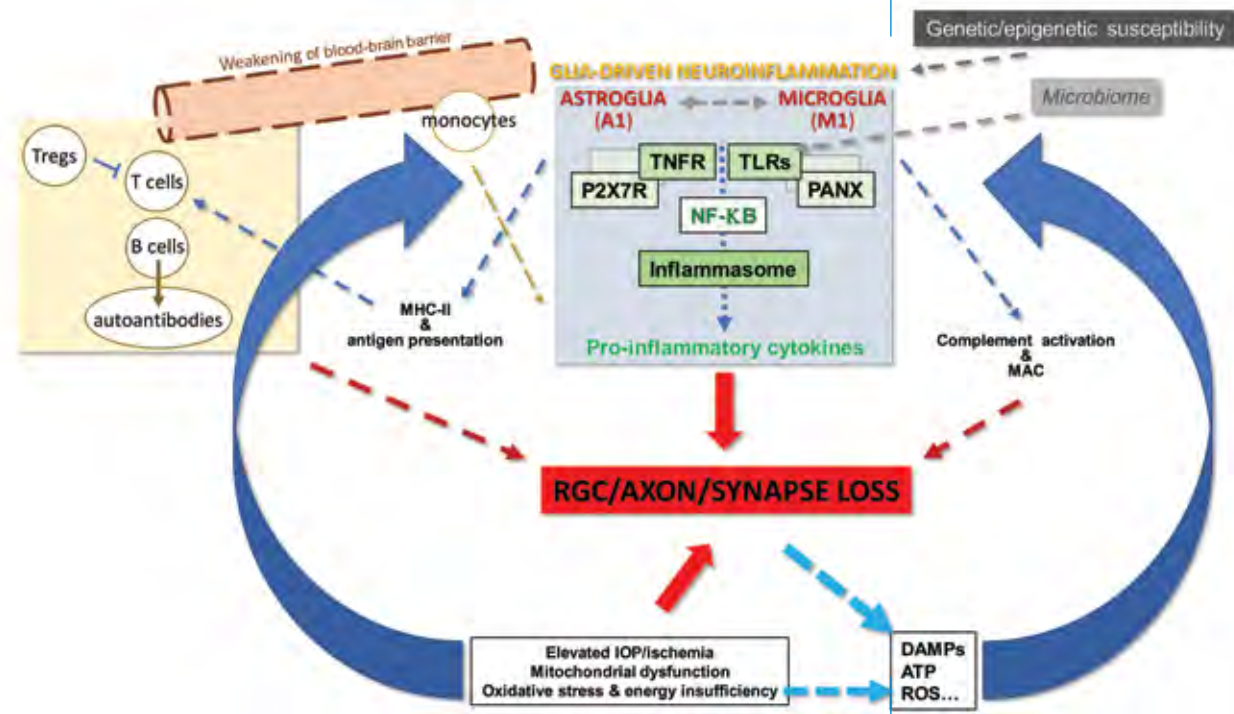 Genetic/epigenetic susceptibility
Weakening of blood-brain barrier
GLIA-DRIVEN NEUROINFLAMMATION
Microbiome
ASTROGLIA
(A1)
MICROGLIA
(M1)
monocytes
Tregs
T cells
B cells
autoantibodies
TNFR
TLRs
P2X7R
PANX
NF-KB
Inflammasome
Pro-inflammatory cytokines
MHC-II
&
antigen presentation
Complement activation
&
MAC
RGC/AXON/SYNAPSE LOSS
Elevated IOP/ischemia
Mitochondrial dysfunction
Oxidative stress & energy insufficiency
DAMPs
ATP
ROS...